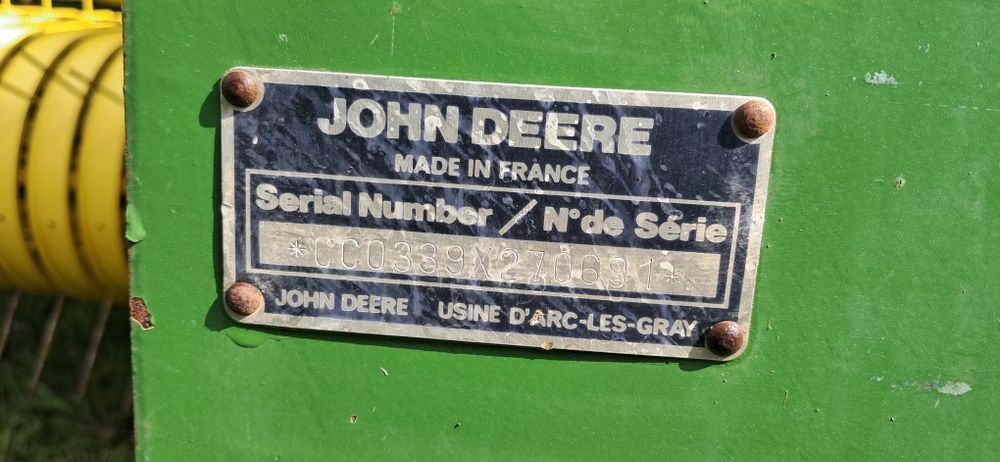 JOHN DEERE
MADE IN FRANCE
Serial Number / N° de Série
*CC0339X270691*
JOHN DEERE USINE D'ARC-LES-GRAY